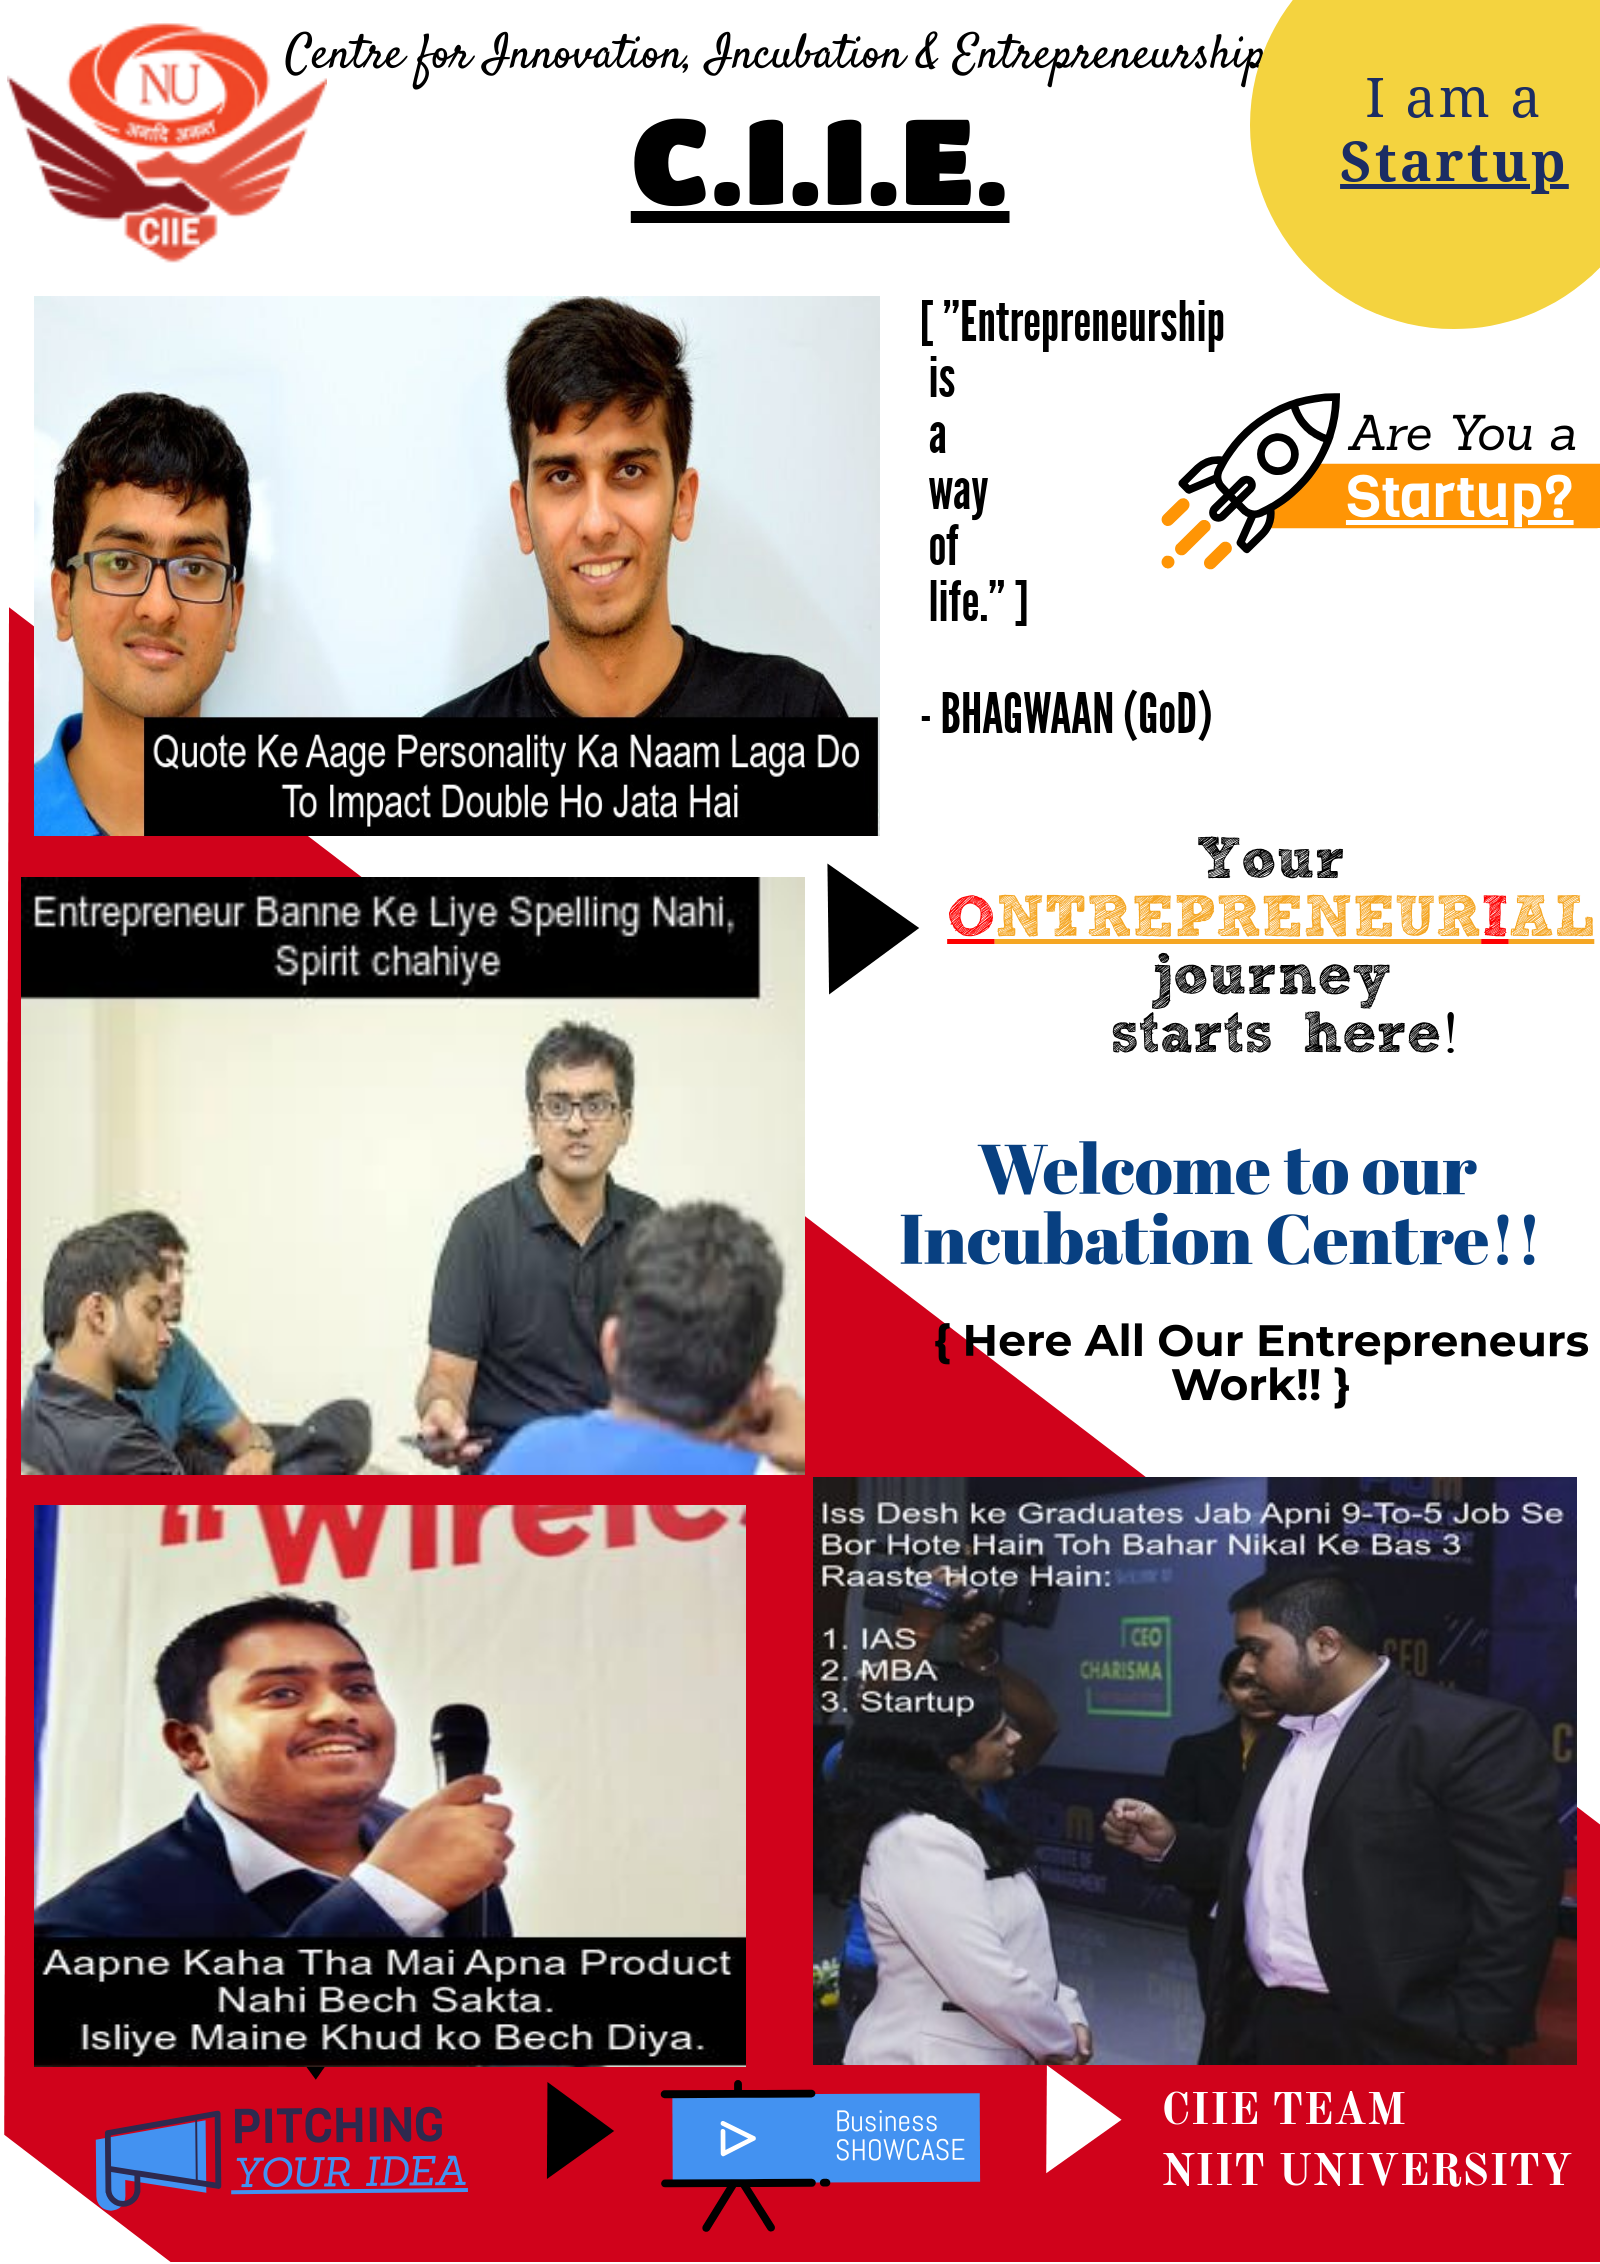 Centre for Innovation, Incubation & Entrepreneurship
NU
अनादि अनन्त
CIIE
C.I.I.E.
I am a
Startup
[ ”Entrepreneurship
is
a
way
of
life.” ]
- BHAGWAAN (GoD)
Are You a
Startup?
Quote Ke Aage Personality Ka Naam Laga Do
To Impact Double Ho Jata Hai
Entrepreneur Banne Ke Liye Spelling Nahi,
Spirit chahiye
Your
ONTREPRENEURIAL
journey
starts here!
Welcome to our
Incubation Centre!!
{ Here All Our Entrepreneurs
Work!! }
Aapne Kaha Tha Mai Apna Product
Nahi Bech Sakta.
Isliye Maine Khud ko Bech Diya.
Iss Desh ke Graduates Jab Apni 9-To-5 Job Se
Bor Hote Hain Toh Bahar Nikal Ke Bas 3
Raaste Hote Hain:
1. IAS
2. MBA
3. Startup
CEO
CHARISMA
CEO
PITCHING
YOUR IDEA
Business
SHOWCASE
CIIE TEAM
NIIT UNIVERSITY